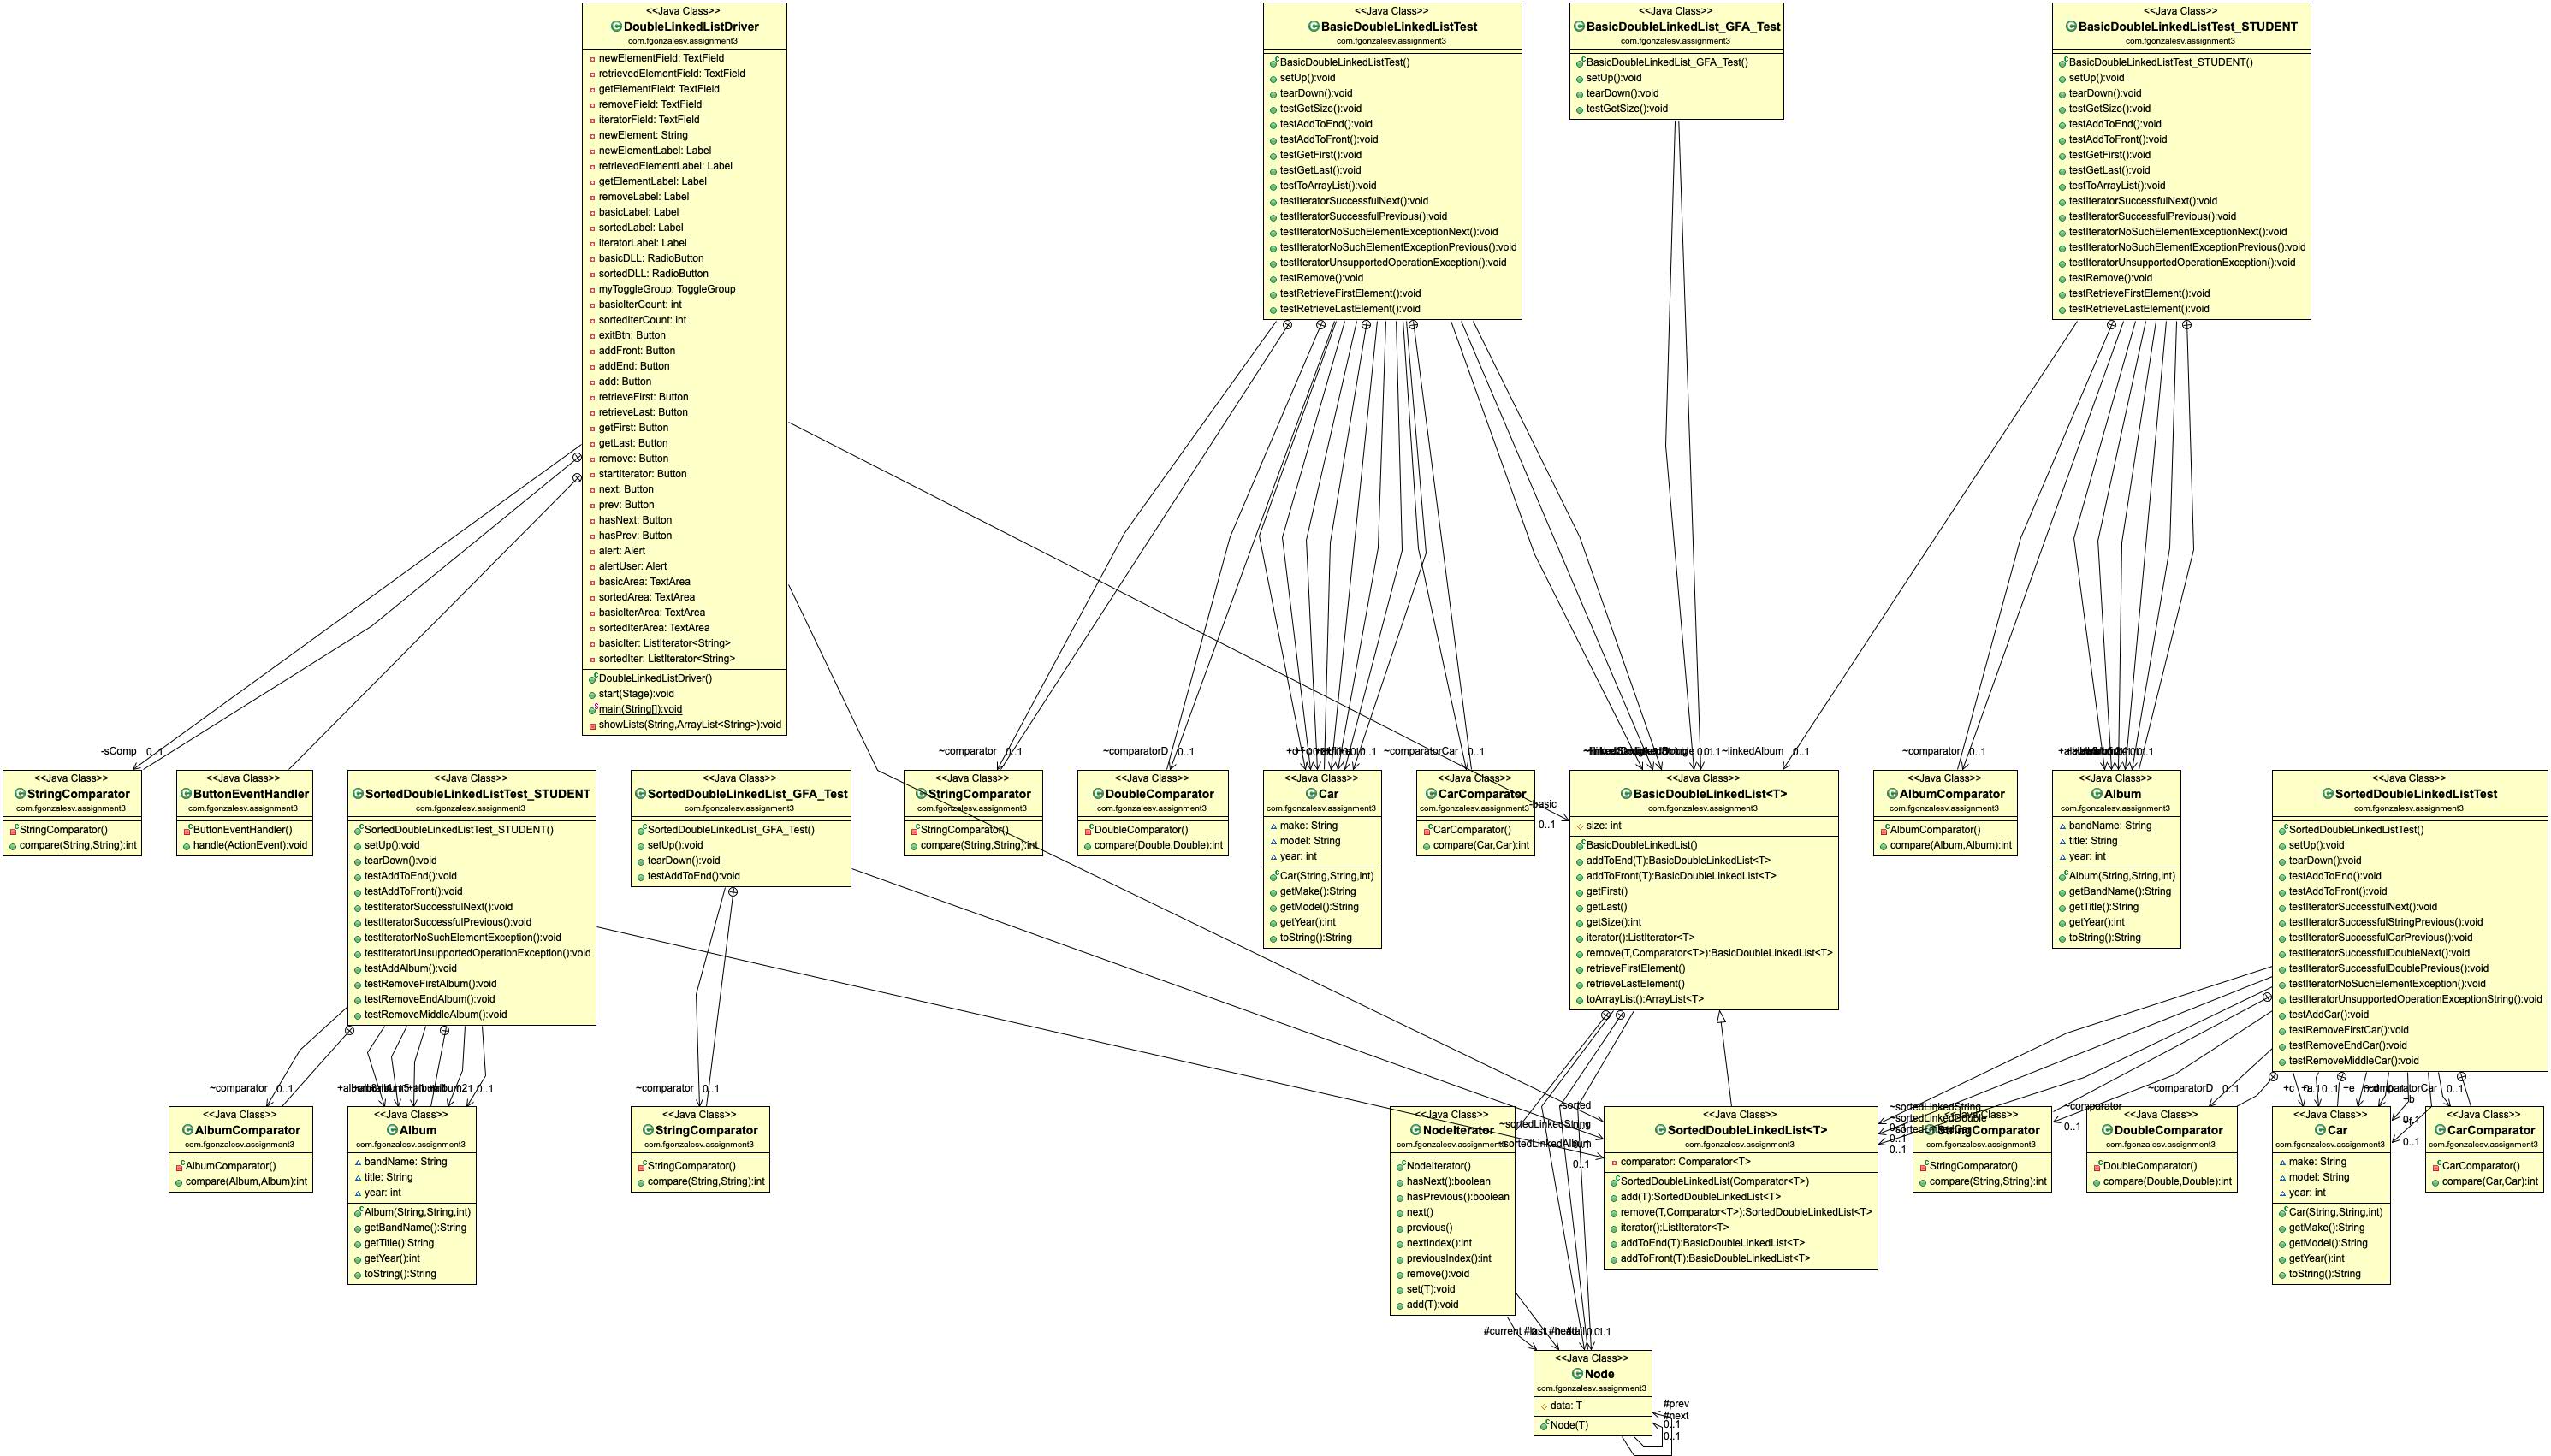 <<Java Class>>
DoubleLinkedListDriver
com.fgonzalesv.assignment3
newElementField: TextField
retrievedElementField: TextField
getElementField: TextField
removeField: TextField
iteratorField: TextField
newElement: String
newElementLabel: Label
retrievedElementLabel: Label
getElementLabel: Label
removeLabel: Label
basicLabel: Label
sortedLabel: Label
iteratorLabel: Label
basicDLL: RadioButton
sortedDLL: RadioButton
myToggleGroup: ToggleGroup
basicIterCount: int
sortedIterCount: int
exitBtn: Button
addFront: Button
addEnd: Button
add: Button
retrieveFirst: Button
retrieveLast: Button
getFirst: Button
getLast: Button
remove: Button
startIterator: Button
next: Button
prev: Button
hasNext: Button
hasPrev: Button
alert: Alert
alertUser: Alert
basicArea: TextArea
sortedArea: TextArea
basicIterArea: TextArea
sortedIterArea: TextArea
basicIter: ListIterator<String>
sortedIter: ListIterator<String>
DoubleLinkedListDriver()
start(Stage):void
main(String[]):void
showLists(String,ArrayList<String>):void
<<Java Class>>
BasicDoubleLinkedListTest
com.fgonzalesv.assignment3
BasicDoubleLinkedListTest()
setUp():void
tearDown():void
testGetSize():void
testAddToEnd():void
testAddToFront():void
testGetFirst():void
testGetLast():void
testToArrayList():void
testIteratorSuccessfulNext():void
testIteratorSuccessfulPrevious():void
testIteratorNoSuchElementExceptionNext():void
testIteratorNoSuchElementExceptionPrevious():void
testIteratorUnsupportedOperationException():void
testRemove():void
testRetrieveFirstElement():void
testRetrieveLastElement():void
<<Java Class>>
BasicDoubleLinkedList_GFA_Test
com.fgonzalesv.assignment3
BasicDoubleLinkedList_GFA_Test()
setUp():void
tearDown():void
testGetSize():void
<<Java Class>>
BasicDoubleLinkedListTest_STUDENT
com.fgonzalesv.assignment3
BasicDoubleLinkedListTest_STUDENT()
setUp():void
tearDown():void
testGetSize():void
testAddToEnd():void
testAddToFront():void
testGetFirst():void
testGetLast():void
testToArrayList():void
testIteratorSuccessfulNext():void
testIteratorSuccessfulPrevious():void
testIteratorNoSuchElementExceptionNext():void
testIteratorNoSuchElementExceptionPrevious():void
testIteratorUnsupportedOperationException():void
testRemove():void
testRetrieveFirstElement():void
testRetrieveLastElement():void
-sComp 0..1
~comparator 0..1
~comparatorD 0..1
~comparatorCar 0..1
~linkedAlbum 0..1
~comparator 0..1
<<Java Class>>
StringComparator
com.fgonzalesv.assignment3
StringComparator()
compare(String,String):int
<<Java Class>>
ButtonEventHandler
com.fgonzalesv.assignment3
ButtonEventHandler()
handle(ActionEvent):void
<<Java Class>>
SortedDoubleLinkedListTest_STUDENT
com.fgonzalesv.assignment3
SortedDoubleLinkedListTest_STUDENT()
setUp():void
tearDown():void
testAddToEnd():void
testAddToFront():void
testIteratorSuccessfulNext():void
testIteratorSuccessfulPrevious():void
testIteratorNoSuchElementException():void
testIteratorUnsupportedOperationException():void
testAddAlbum():void
testRemoveFirstAlbum():void
testRemoveEndAlbum():void
testRemoveMiddleAlbum():void
<<Java Class>>
SortedDoubleLinkedList_GFA_Test
com.fgonzalesv.assignment3
SortedDoubleLinkedList_GFA_Test()
setUp():void
tearDown():void
testAddToEnd():void
<<Java Class>>
StringComparator
com.fgonzalesv.assignment3
StringComparator()
compare(String,String):int
<<Java Class>>
DoubleComparator
com.fgonzalesv.assignment3
DoubleComparator()
compare(Double,Double):int
<<Java Class>>
Car
com.fgonzalesv.assignment3
make: String
model: String
year: int
Car(String,String,int)
getMake():String
getModel():String
getYear():int
toString():String
<<Java Class>>
CarComparator
com.fgonzalesv.assignment3
CarComparator()
compare(Car,Car):int
-basic
0..1
<<Java Class>>
BasicDoubleLinkedList<T>
com.fgonzalesv.assignment3
size: int
BasicDoubleLinkedList()
addToEnd(T):BasicDoubleLinkedList<T>
addToFront(T):BasicDoubleLinkedList<T>
getFirst()
getLast()
getSize():int
iterator():ListIterator<T>
remove(T,Comparator<T>):BasicDoubleLinkedList<T>
retrieveFirstElement()
retrieveLastElement()
toArrayList():ArrayList<T>
<<Java Class>>
AlbumComparator
com.fgonzalesv.assignment3
AlbumComparator()
compare(Album,Album):int
<<Java Class>>
Album
com.fgonzalesv.assignment3
bandName: String
title: String
year: int
Album(String,String,int)
getBandName():String
getTitle():String
getYear():int
toString():String
<<Java Class>>
SortedDoubleLinkedListTest
com.fgonzalesv.assignment3
SortedDoubleLinkedListTest()
setUp():void
tearDown():void
testAddToEnd():void
testAddToFront():void
testIteratorSuccessfulNext():void
testIteratorSuccessfulStringPrevious():void
testIteratorSuccessfulCarPrevious():void
testIteratorSuccessfulDoubleNext():void
testIteratorSuccessfulDoublePrevious():void
testIteratorNoSuchElementException():void
testIteratorUnsupportedOperationExceptionString():void
testAddCar():void
testRemoveFirstCar():void
testRemoveEndCar():void
testRemoveMiddleCar():void
~comparator 0..1
0..1
~comparator 0..1
~comparatorD 0..1
+c
+e
0..1
+b
<<Java Class>>
AlbumComparator
com.fgonzalesv.assignment3
AlbumComparator()
compare(Album,Album):int
<<Java Class>>
Album
com.fgonzalesv.assignment3
bandName: String
title: String
year: int
Album(String,String,int)
getBandName():String
getTitle():String
getYear():int
toString():String
<<Java Class>>
StringComparator
com.fgonzalesv.assignment3
StringComparator()
compare(String,String):int
<<Java Class>>
NodeIterator
com.fgonzalesv.assignment3
NodeIterator()
hasNext():boolean
hasPrevious():boolean
next()
previous()
nextIndex():int
previousIndex():int
remove():void
set(T):void
add(T):void
-sorted
~sortedLinkedString
~sortedLinkedAlbum
0..1
<<Java Class>>
SortedDoubleLinkedList<T>
com.fgonzalesv.assignment3
comparator: Comparator<T>
SortedDoubleLinkedList(Comparator<T>)
add(T):SortedDoubleLinkedList<T>
remove(T,Comparator<T>):SortedDoubleLinkedList<T>
iterator():ListIterator<T>
addToEnd(T):BasicDoubleLinkedList<T>
addToFront(T):BasicDoubleLinkedList<T>
~sortedLinkedString
~sortedLinkedDouble
0..1
<<Java Class>>
StringComparator
com.fgonzalesv.assignment3
StringComparator()
compare(String,String):int
~comparator
0..1
<<Java Class>>
DoubleComparator
com.fgonzalesv.assignment3
DoubleComparator()
compare(Double,Double):int
<<Java Class>>
Car
com.fgonzalesv.assignment3
make: String
model: String
year: int
Car(String,String,int)
getMake():String
getModel():String
getYear():int
toString():String
0..1
<<Java Class>>
CarComparator
com.fgonzalesv.assignment3
CarComparator()
compare(Car,Car):int
#current
<<Java Class>>
Node
com.fgonzalesv.assignment3
data: T
Node(T)
#prev
#next
0..1
0..1